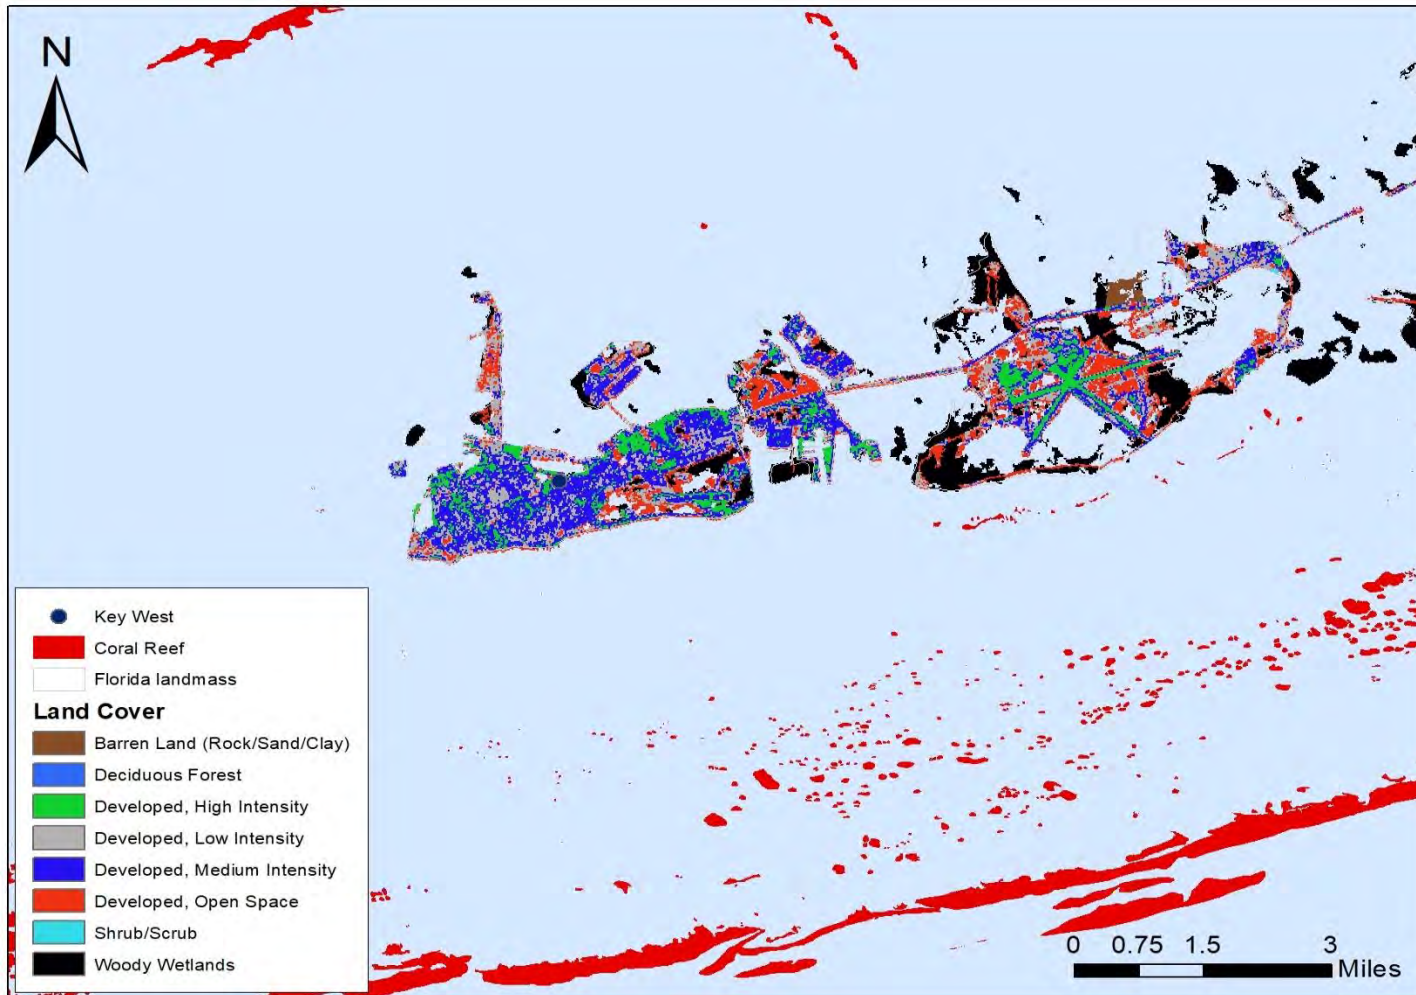 N
Key West
Coral Reef
Florida landmass
Land Cover
Barren Land (Rock/Sand/Clay)
Deciduous Forest
Developed, High Intensity
Developed, Low Intensity
Developed, Medium Intensity
Developed, Open Space
Shrub/Scrub
Woody Wetlands
0 0.75 1.5 3
Miles